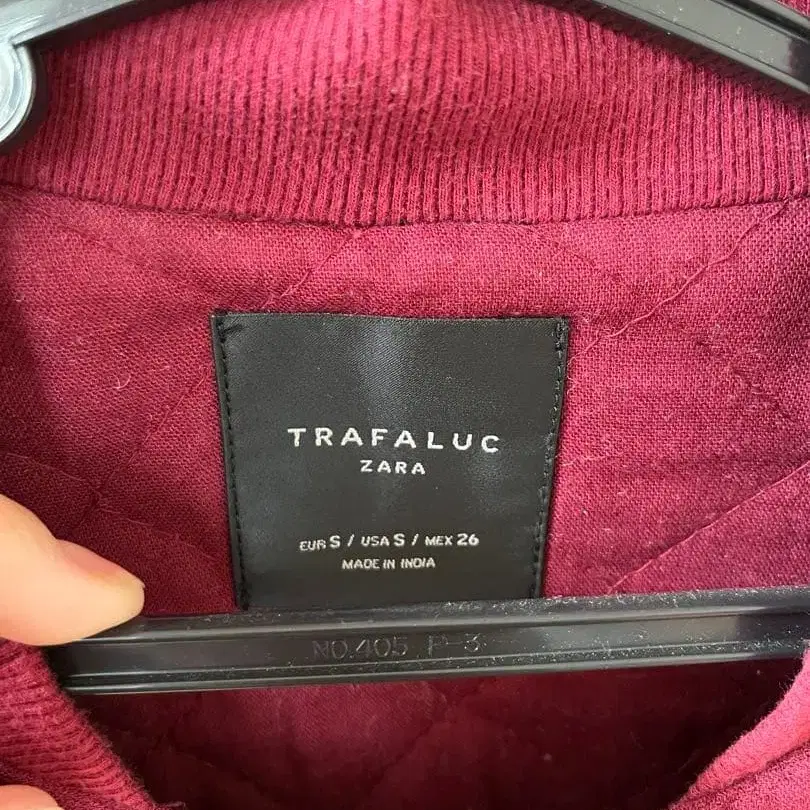 TRAFALUC
ZARA
EUR S / USA S / MEX 26
MADE IN INDIA
NO.405 P-3